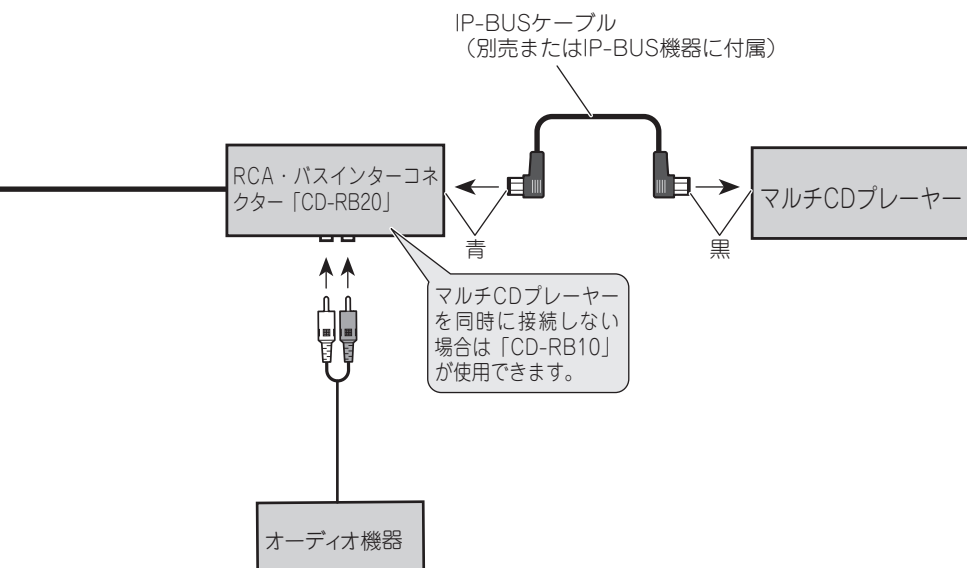 IP-BUSケーブル
（別売またはIP-BUS機器に付属）
RCA・バスインターコネ
クター「CD-RB20」
マルチCDプレーヤー
青
黒
マルチCDプレーヤー
を同時に接続しない
場合は「CD-RB10」
が使用できます。
オーディオ機器